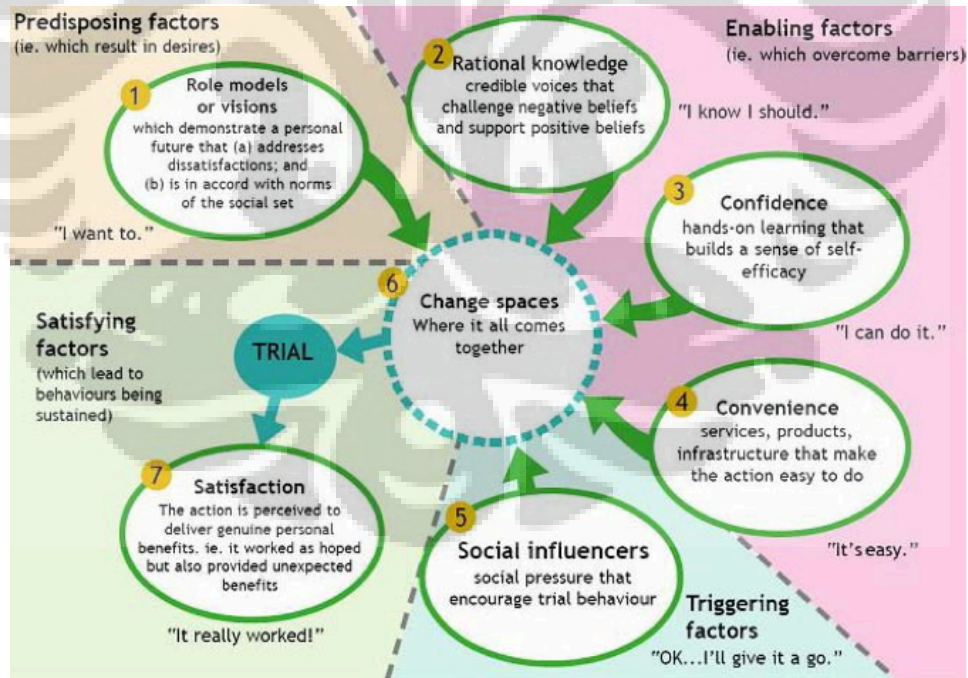 Predisposing factors
(ie. which result in desires)
1
Role models
or visions
which demonstrate a personal
future that (a) addresses
dissatisfactions; and
(b) is in accord with norms
of the social set
"I want to."
Enabling factors
(ie. which overcome barriers)
2
Rational knowledge
credible voices that
challenge negative beliefs
and support positive beliefs
"I know I should."
3
Confidence
hands-on learning that
builds a sense of self-
efficacy
"I can do it."
4
Convenience
services, products,
infrastructure that make
the action easy to do
"It's easy."
5
Social influencers
social pressure that
encourage trial behaviour
Triggering
factors
"OK...I'll give it a go."
6
Change spaces
Where it all comes
together
Satisfying
factors
(which lead to
behaviours being
sustained)
TRIAL
7
Satisfaction
The action is perceived to
deliver genuine personal
benefits. ie. it worked as hoped
but also provided unexpected
benefits
"It really worked!"